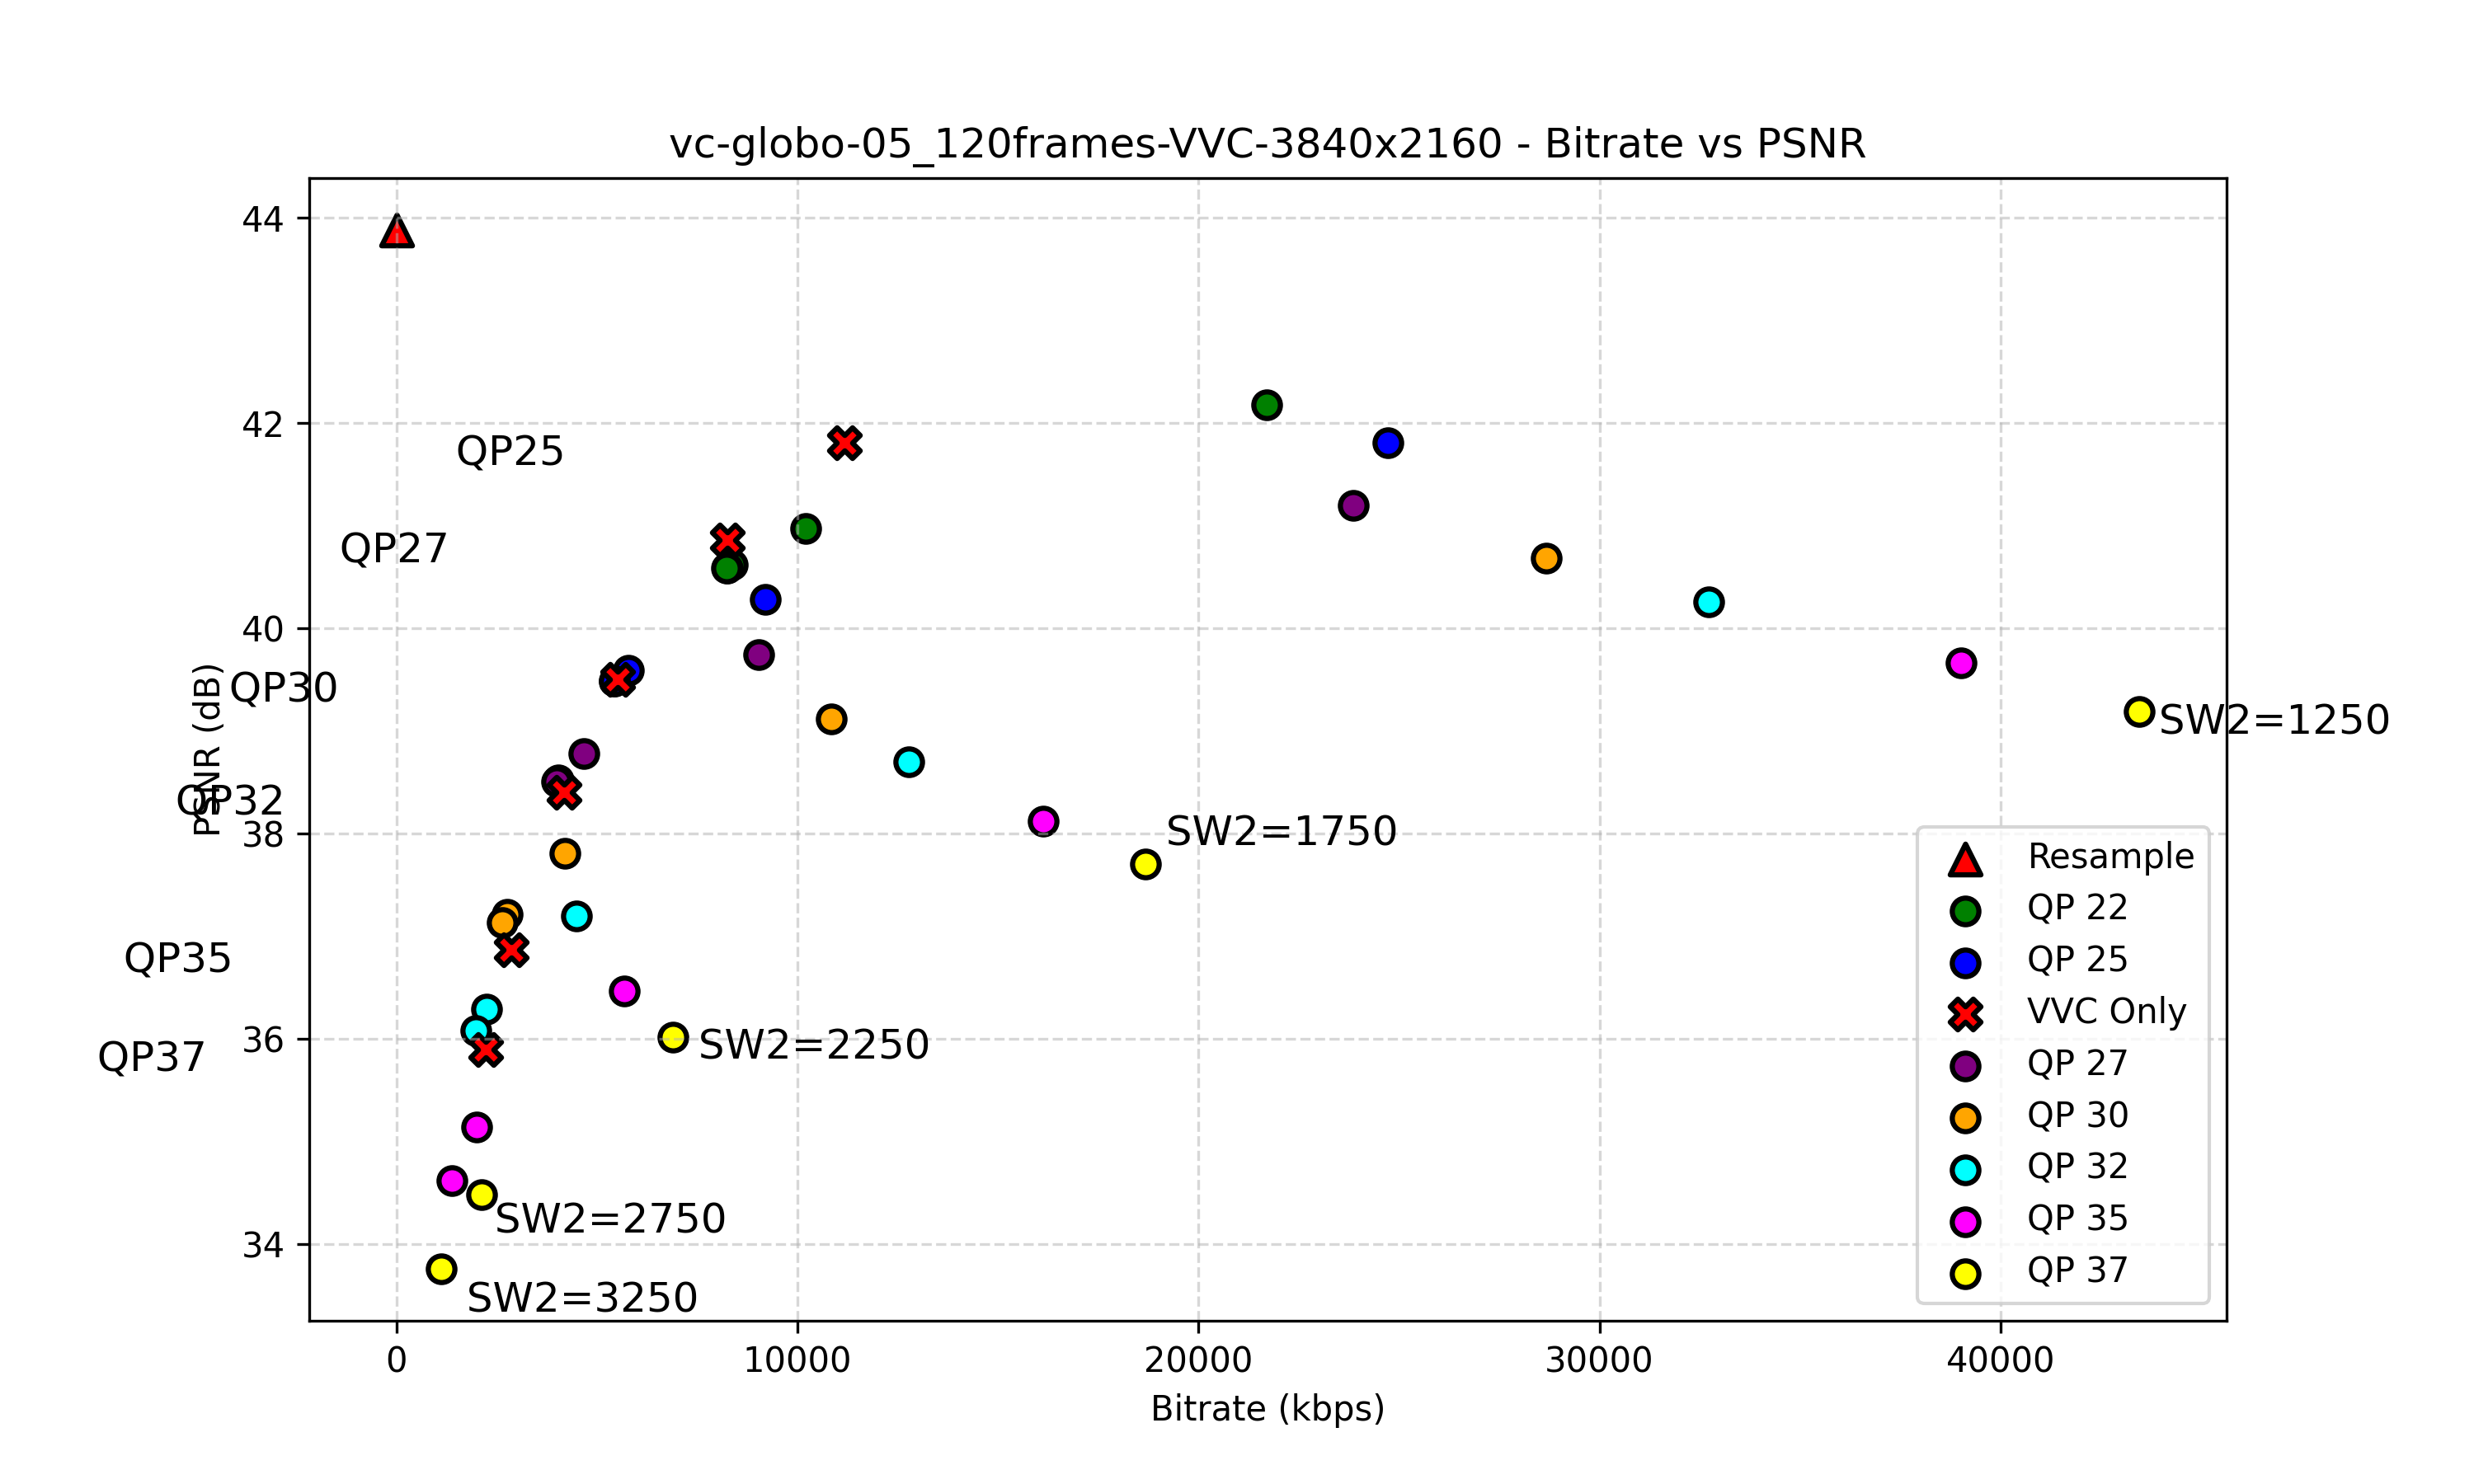 vc-globo-05_120frames-VVC-3840x2160 - Bitrate vs PSNR
PSNR (dB)
44
42
40
38
36
34
QP25
QP27
QP30
QP32
QP35
QP37
SW2=1250
SW2=1750
SW2=2250
SW2=2750
SW2=3250
Resample
QP 22
QP 25
VVC Only
QP 27
QP 30
QP 32
QP 35
QP 37
0
10000
20000
30000
40000
Bitrate (kbps)